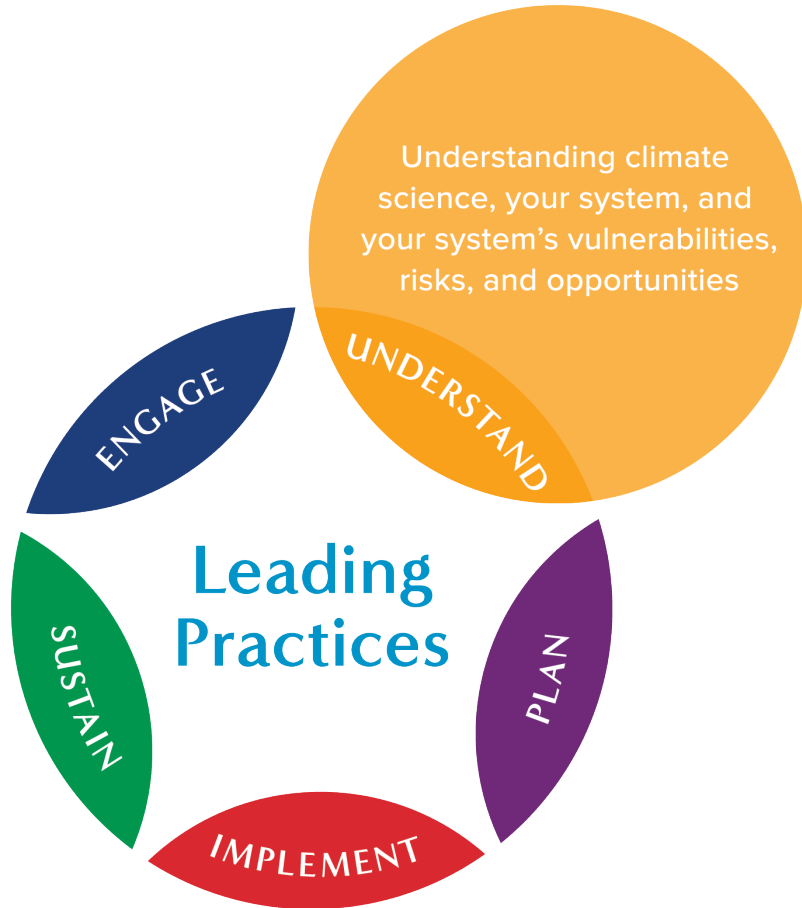 Understanding climate
science, your system, and
your system’s vulnerabilities,
risks, and opportunities
UNDERSTAND
ENGAGE
Leading
Practices
SUSTAIN
PLAN
IMPLEMENT